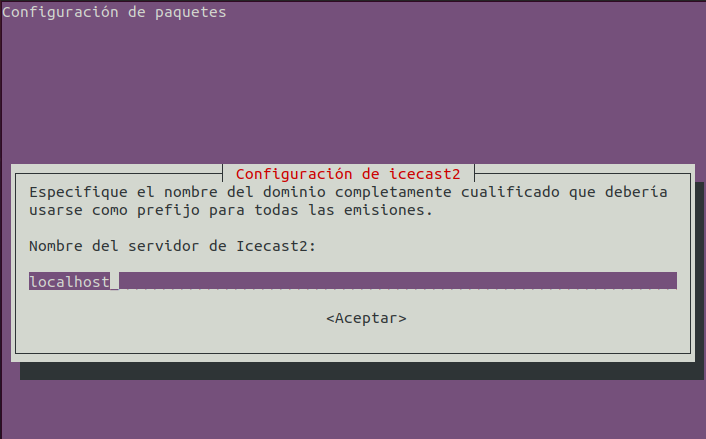 Configuración de paquetes
Configuración de icecast2
Especifique el nombre del dominio completamente cualificado que debería
usarse como prefijo para todas las emisiones.
Nombre del servidor de Icecast2:
localhost
<Aceptar>